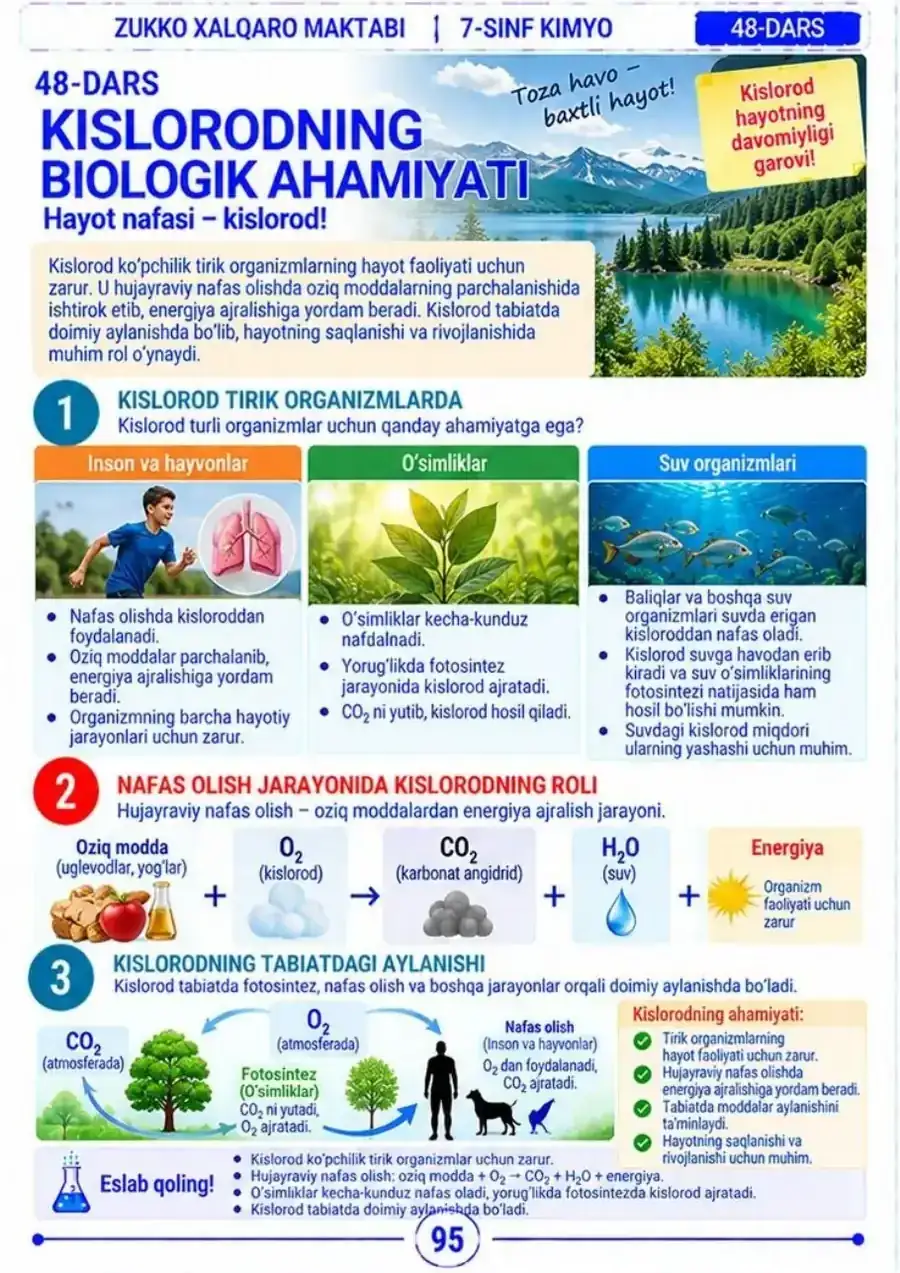 ZUKKO XALQARO MAKTABI | 7-SINF KIMYO
48-DARS
48-DARS
KISLORODNING
BIOLOGIK AHAMIYATI
Hayot nafasi – kislorod!
Toza havo –
baxtli hayot!
Kislorod
hayotning
davomiyligi
garovi!
Kislorod ko‘pchilik tirik organizmlarning hayot faoliyati uchun
zarur. U hujayraviy nafas olishda oziq moddalarning parchalanishida
ishtirok etib, energiya ajralishiga yordam beradi. Kislorod tabiatda
doimiy aylanishda bo‘lib, hayotning saqlanishi va rivojlanishida
muhim rol o‘ynaydi.
1
KISLOROD TIRIK ORGANIZMLARDA
Kislorod turli organizmlar uchun qanday ahamiyatga ega?
Inson va hayvonlar
• Nafas olishda kisloroddan
foydalanadi.
• Oziq moddalar parchalanib,
energiya ajralishiga yordam
beradi.
• Organizmning barcha hayotiy
jarayonlari uchun zarur.
O‘simliklar
• O‘simliklar kecha-kunduz
nafdalnadi.
• Yorug‘likda fotosintez
jarayonida kislorod ajratadi.
• CO₂ ni yutib, kislorod hosil qiladi.
Suv organizmlari
• Baliqlar va boshqa suv
organizmlari suvda erigan
kisloroddan nafas oladi.
• Kislorod suvga havodan erib
kiradi va suv o‘simliklarining
fotosintezi natijasida ham
hosil bo‘lishi mumkin.
• Suvdagi kislorod miqdori
ularning yashashi uchun muhim.
2
NAFAS OLISH JARAYONIDA KISLORODNING ROLI
Hujayraviy nafas olish – oziq moddalardan energiya ajralish jarayoni.
Oziq modda
(uglevodlar, yog‘lar)
+
O₂
(kislorod)
→
CO₂
(karbonat angidrid)
+
H₂O
(suv)
+
Energiya
Organizm
faoliyati uchun
zarur
3
KISLORODNING TABIATDAGI AYLANISHI
Kislorod tabiatda fotosintez, nafas olish va boshqa jarayonlar orqali doimiy aylanishda bo‘ladi.
CO₂
(atmosferada)
O₂
(atmosferada)
Fotosintez
(O‘simliklar)
CO₂ ni yutadi,
O₂ ajratadi.
Nafas olish
(Inson va hayvonlar)
O₂ dan foydalanadi,
CO₂ ajratadi.
Kislorodning ahamiyati:
Tirik organizmlarning
hayot faoliyati uchun zarur.
Hujayraviy nafas olishda
energiya ajralishiga yordam beradi.
Tabiatda moddalar aylanishini
ta’minlaydi.
Hayotning saqlanishi va
rivojlanishi uchun muhim.
Eslab qoling!
• Kislorod ko‘pchilik tirik organizmlar uchun zarur.
• Hujayraviy nafas olish: oziq modda + O₂ → CO₂ + H₂O + energiya.
• O‘simliklar kecha-kunduz nafas oladi, yorug‘likda fotosintezda kislorod ajratadi.
• Kislorod tabiatda doimiy aylanishda bo‘ladi.
95